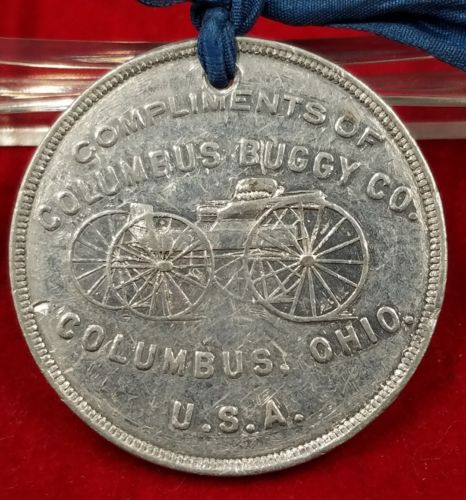 COMPLIMENTS OF
COLUMBUS BUGGY CO.
COLUMBUS. OHIO.
U.S.A.